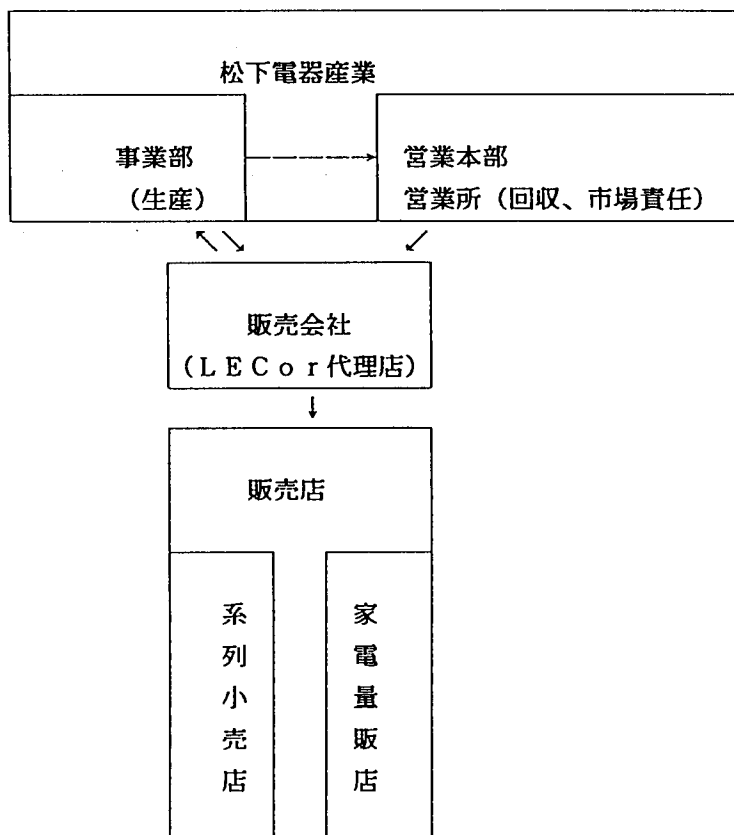 松下電器産業
事業部
（生産）
営業本部
営業所（回収、市場責任）
販売会社
（ＬＥＣｏｒ代理店）
販売店
系列小売店
家電量販店